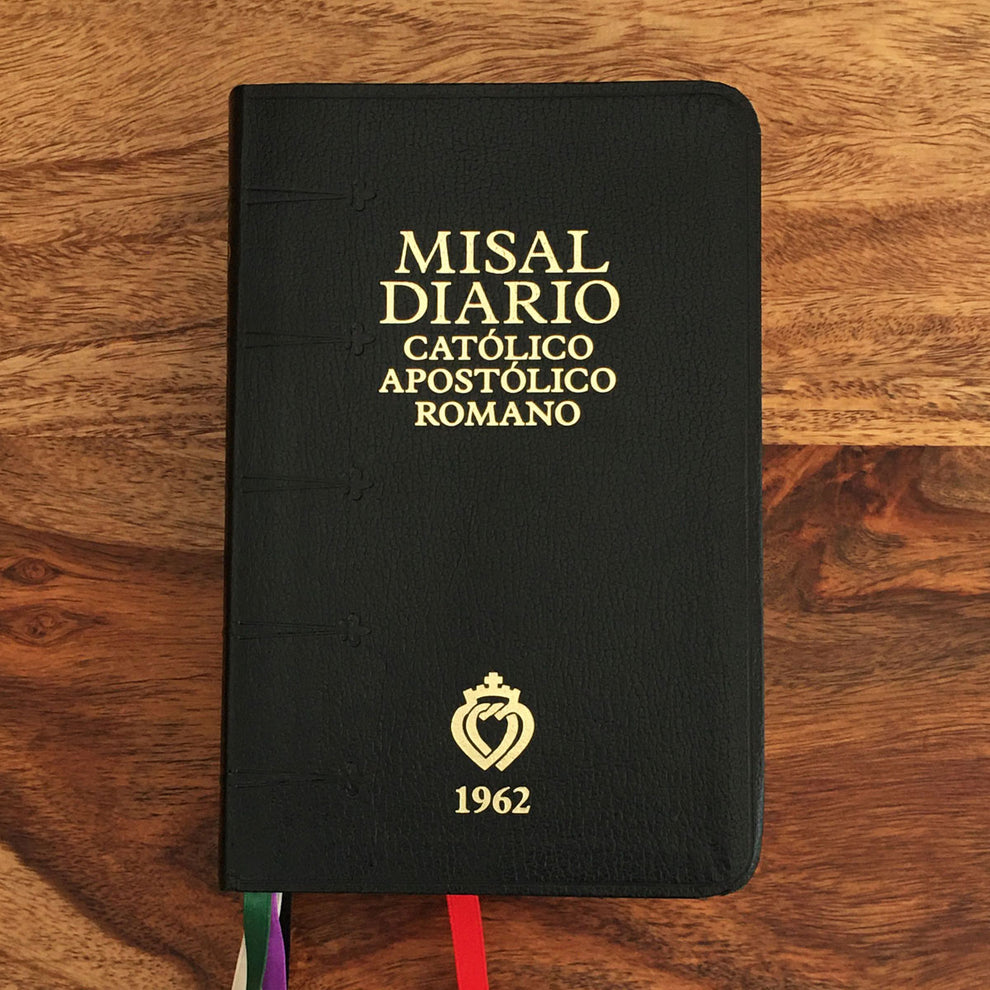 MISAL
DIARIO
CATÓLICO
APOSTÓLICO
ROMANO
1962